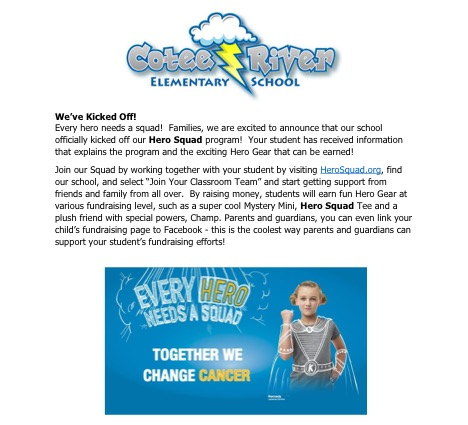 Cotee River
ELEMENTARY SCHOOL
We've Kicked Off!
Every hero needs a squad!  Families, we are excited to announce that our school
officially kicked off our Hero Squad program!  Your student has received information
that explains the program and the exciting Hero Gear that can be earned!
Join our Squad by working together with your student by visiting HeroSquad.org, find
our school, and select "Join Your Classroom Team" and start getting support from
friends and family from all over.  By raising money, students will earn fun Hero Gear at
various fundraising level, such as a super cool Mystery Mini, Hero Squad Tee and a
plush friend with special powers, Champ. Parents and guardians, you can even link your
child's fundraising page to Facebook - this is the coolest way parents and guardians can
support your student's fundraising efforts!
EVERY HERO
NEEDS A SQUAD
TOGETHER WE
CHANGE CANCER
K